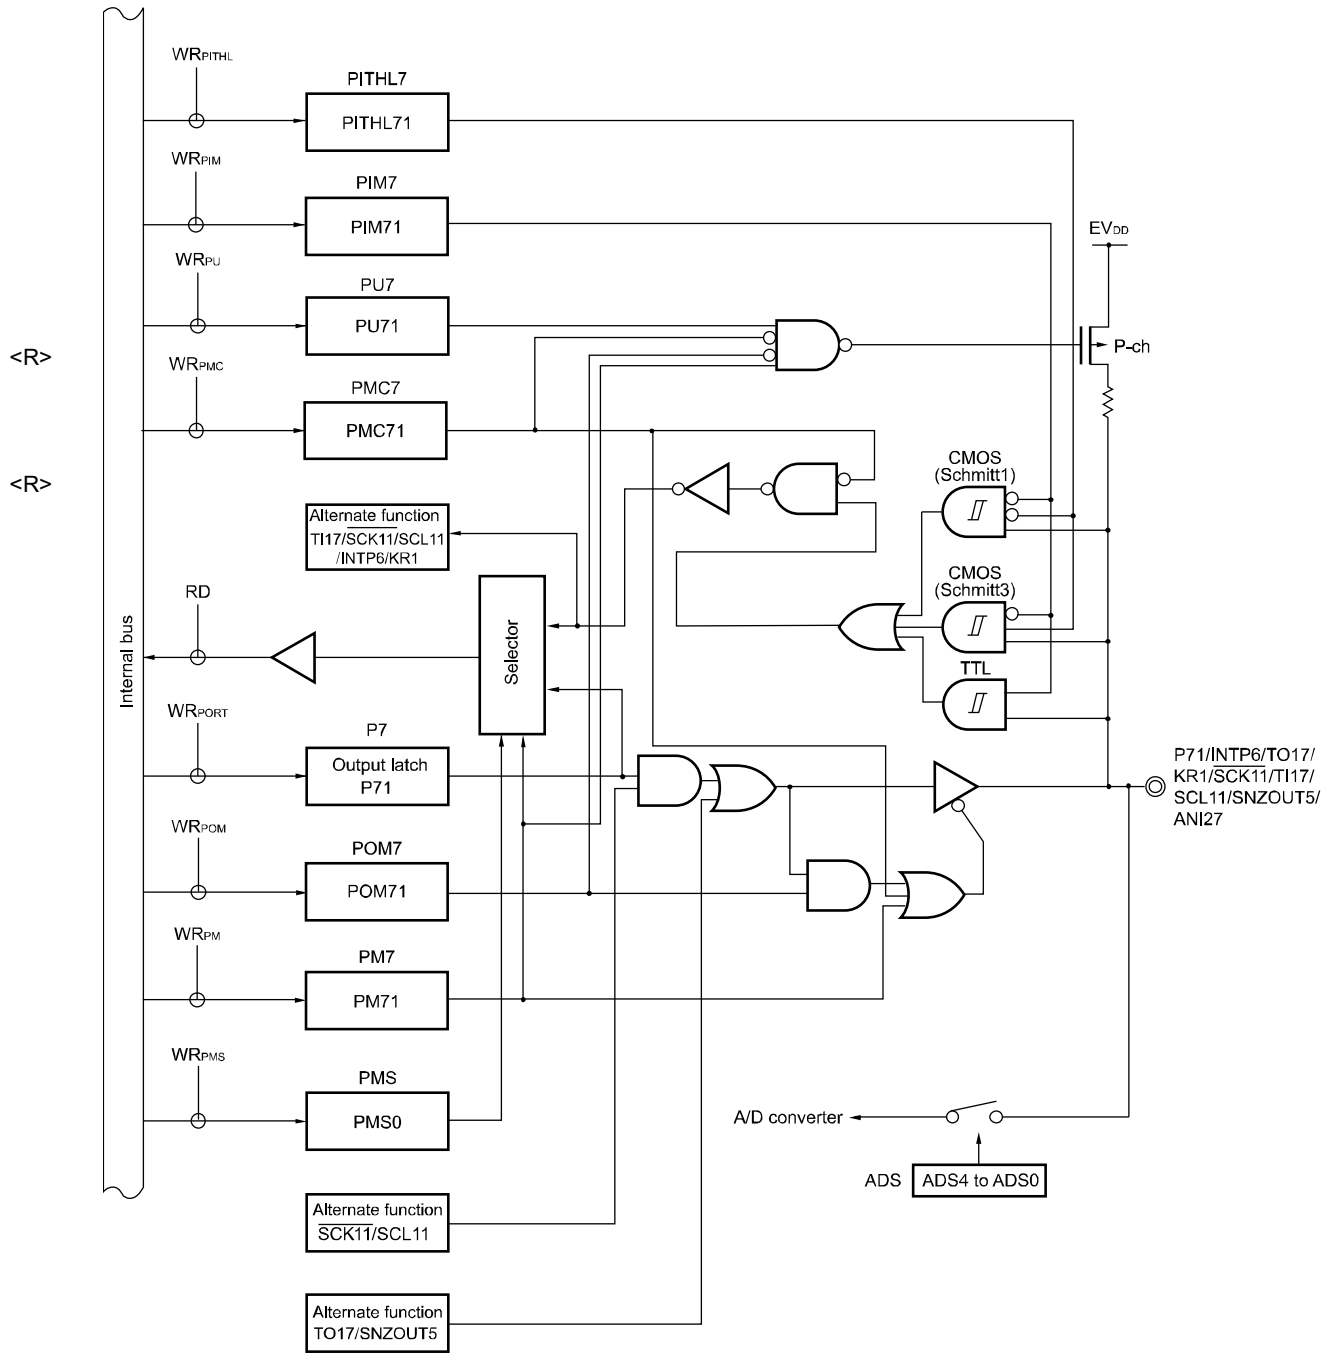 WRPITHL
PITHL7
PITHL71
WRPIM
PIM7
PIM71
WRPU
PU7
PU71
EVDD
P-ch
<R>
WRPMC
PMC7
PMC71
<R>
CMOS
(Schmitt1)
Alternate function
TI17/SCK11/SCL11
/INTP6/KR1
CMOS
(Schmitt3)
TTL
RD
Selector
Internal bus
WRPORT
P7
Output latch
P71
P71/INTP6/TO17/
KR1/SCK11/TI17/
SCL11/SNZOUT5/
ANI27
WRPOM
POM7
POM71
WRPM
PM7
PM71
WRPMS
PMS
PMS0
A/D converter
ADS
ADS4 to ADS0
Alternate function
SCK11/SCL11
Alternate function
TO17/SNZOUT5